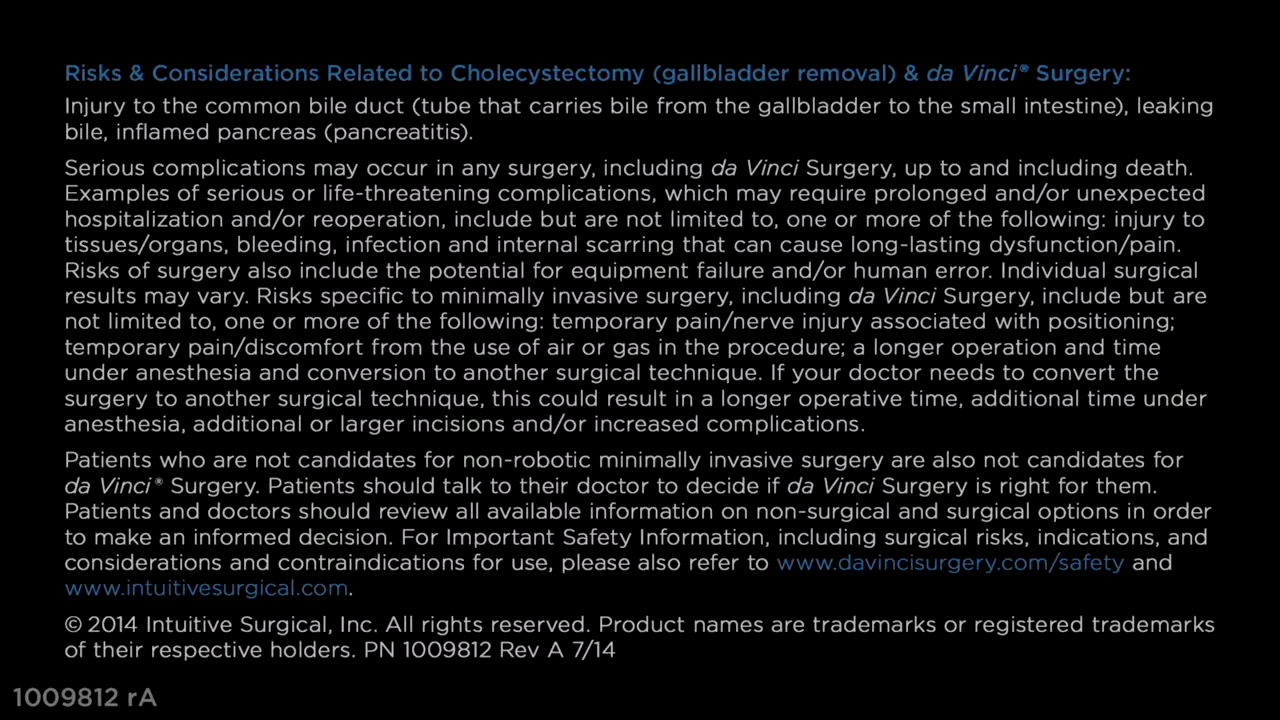 Risks & Considerations Related to Cholecystectomy (gallbladder removal) & da Vinci® Surgery:
Injury to the common bile duct (tube that carries bile from the gallbladder to the small intestine), leaking
bile, inflamed pancreas (pancreatitis).
Serious complications may occur in any surgery, including da Vinci Surgery, up to and including death.
Examples of serious or life-threatening complications, which may require prolonged and/or unexpected
hospitalization and/or reoperation, include but are not limited to, one or more of the following: injury to
tissues/organs, bleeding, infection and internal scarring that can cause long-lasting dysfunction/pain.
Risks of surgery also include the potential for equipment failure and/or human error. Individual surgical
results may vary. Risks specific to minimally invasive surgery, including da Vinci Surgery, include but are
not limited to, one or more of the following: temporary pain/nerve injury associated with positioning;
temporary pain/discomfort from the use of air or gas in the procedure; a longer operation and time
under anesthesia and conversion to another surgical technique. If your doctor needs to convert the
surgery to another surgical technique, this could result in a longer operative time, additional time under
anesthesia, additional or larger incisions and/or increased complications.
Patients who are not candidates for non-robotic minimally invasive surgery are also not candidates for
da Vinci® Surgery. Patients should talk to their doctor to decide if da Vinci Surgery is right for them.
Patients and doctors should review all available information on non-surgical and surgical options in order
to make an informed decision. For Important Safety Information, including surgical risks, indications, and
considerations and contraindications for use, please also refer to www.davincisurgery.com/safety and
www.intuitivesurgical.com.
© 2014 Intuitive Surgical, Inc. All rights reserved. Product names are trademarks or registered trademarks
of their respective holders. PN 1009812 Rev A 7/14
1009812 rA